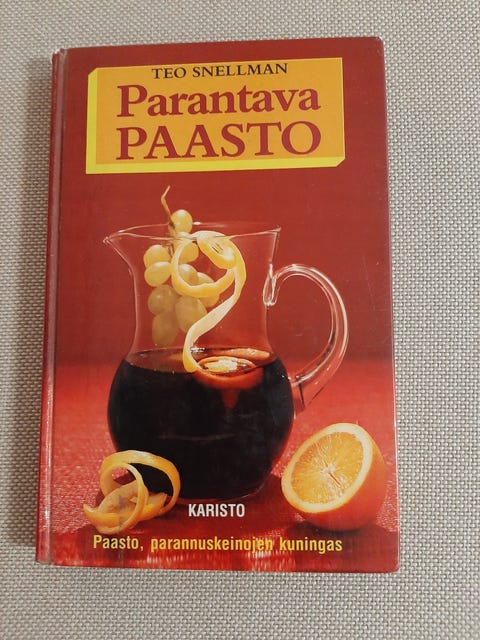 TEO SNELLMAN
Parantava
PAASTO
KARISTO
Paasto, parannuskeinojen kuningas